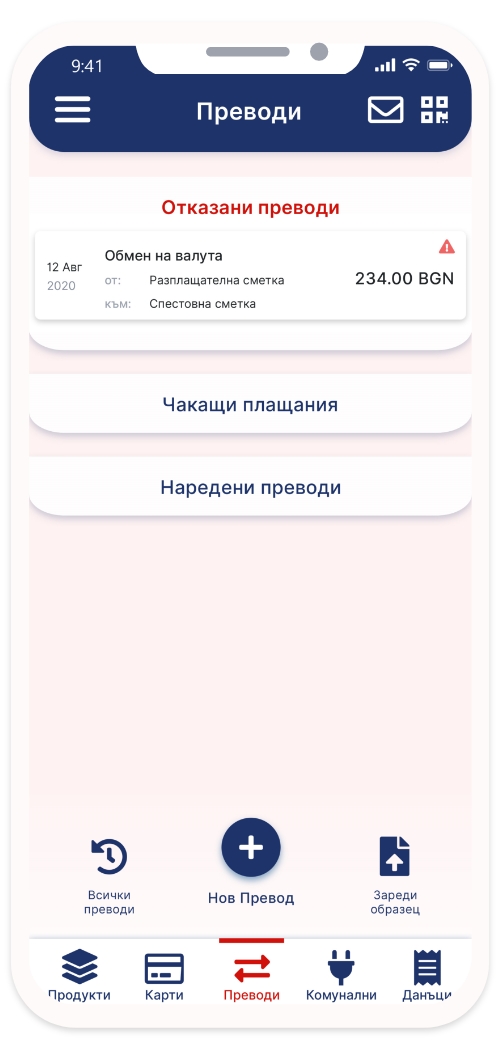 9:41
Преводи
Отказани преводи
12 Авг
2020
Обмен на валута
от: Разплащателна сметка
към: Спестовна сметка
234.00 BGN
Чакащи плащания
Наредени преводи
Всички
преводи
Нов Превод
Зареди
образец
Продукти
Карти
Преводи
Комунални
Данъци